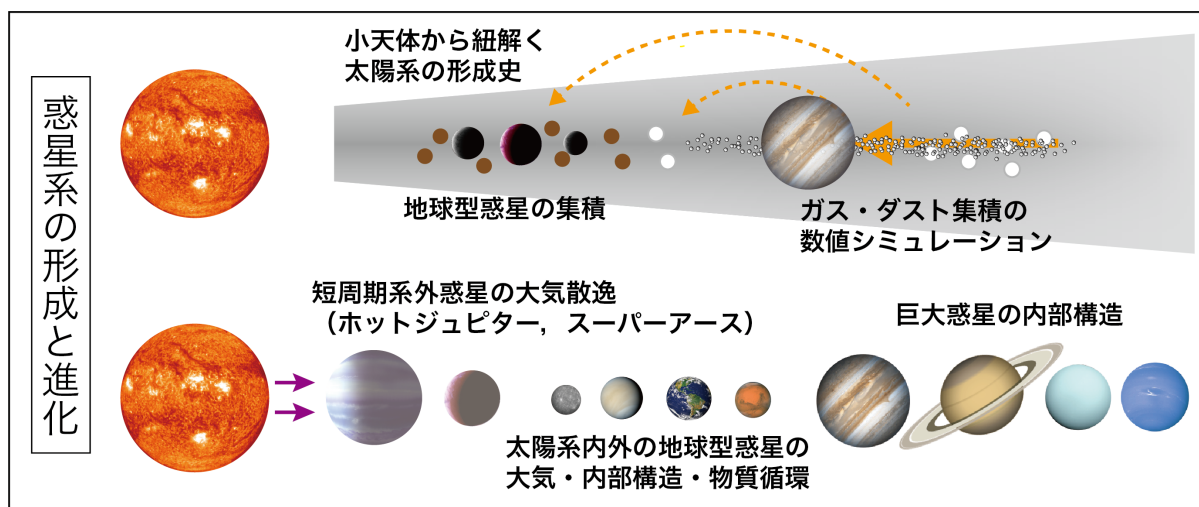 惑星系の形成と進化
小天体から紐解く
太陽系の形成史
地球型惑星の集積
ガス・ダスト集積の
数値シミュレーション
短周期系外惑星の大気散逸
（ホットジュピター，スーパーアース）
太陽系内外の地球型惑星の
大気・内部構造・物質循環
巨大惑星の内部構造